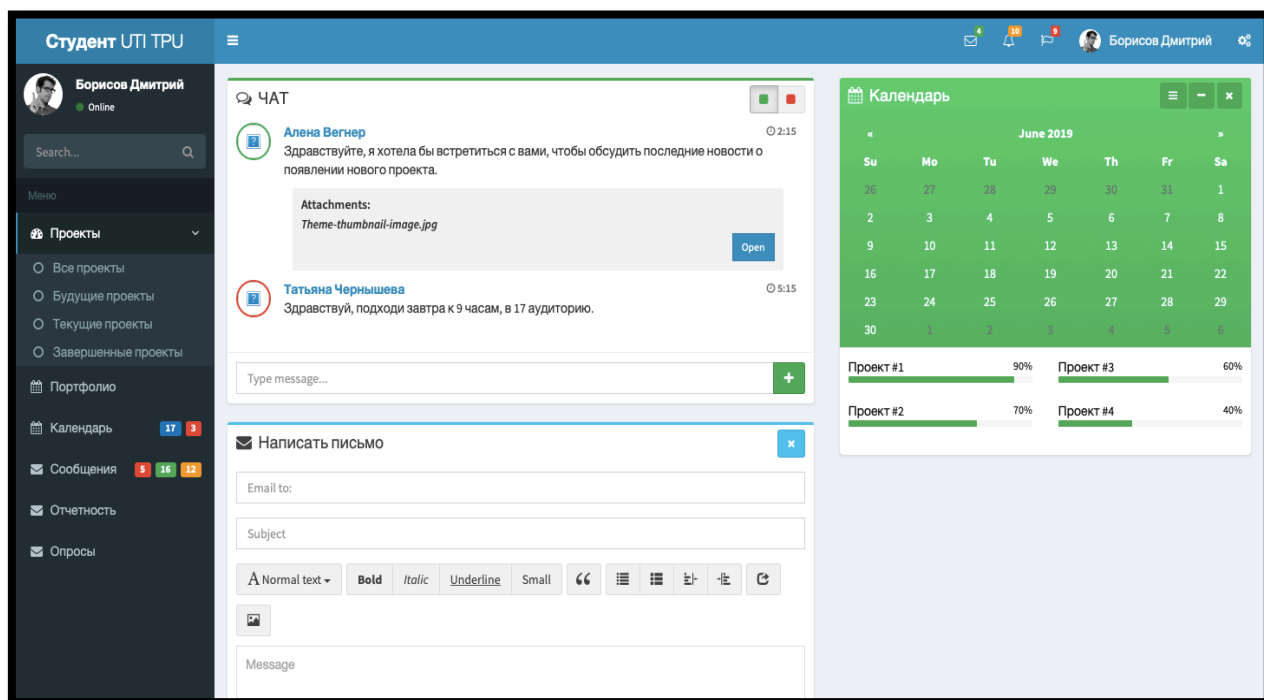 Студент UTI TPU
4
10
9
Борисов Дмитрий
Борисов Дмитрий
Online
Search...
Меню
Проекты
Все проекты
Будущие проекты
Текущие проекты
Завершенные проекты
Портфолио
Календарь 17 3
Сообщения 5 16 12
Отчетность
Опросы
ЧАТ
Алена Вегнер 2:15
Здравствуйте, я хотела бы встретиться с вами, чтобы обсудить последние новости о
появлении нового проекта.
Attachments:
Theme-thumbnail-image.jpg
Open
Татьяна Чернышева 5:15
Здравствуй, подходи завтра к 9 часам, в 17 аудиторию.
Type message...
+
Написать письмо
×
Email to:
Subject
A Normal text Bold Italic Underline Small
Message
Календарь
« June 2019 »
Su Mo Tu We Th Fr Sa
26 27 28 29 30 31 1
2 3 4 5 6 7 8
9 10 11 12 13 14 15
16 17 18 19 20 21 22
23 24 25 26 27 28 29
30 1 2 3 4 5 6
Проект #1 90% Проект #3 60%
Проект #2 70% Проект #4 40%